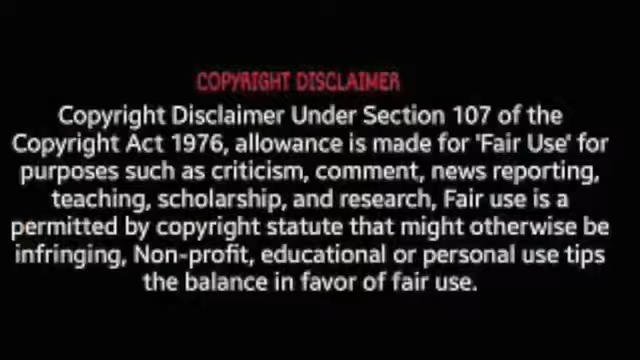 COPYRIGHT DISCLAIMER
Copyright Disclaimer Under Section 107 of the
Copyright Act 1976, allowance is made for 'Fair Use' for
purposes such as criticism, comment, news reporting,
teaching, scholarship, and research, Fair use is a
permitted by copyright statute that might otherwise be
infringing, Non-profit, educational or personal use tips
the balance in favor of fair use.